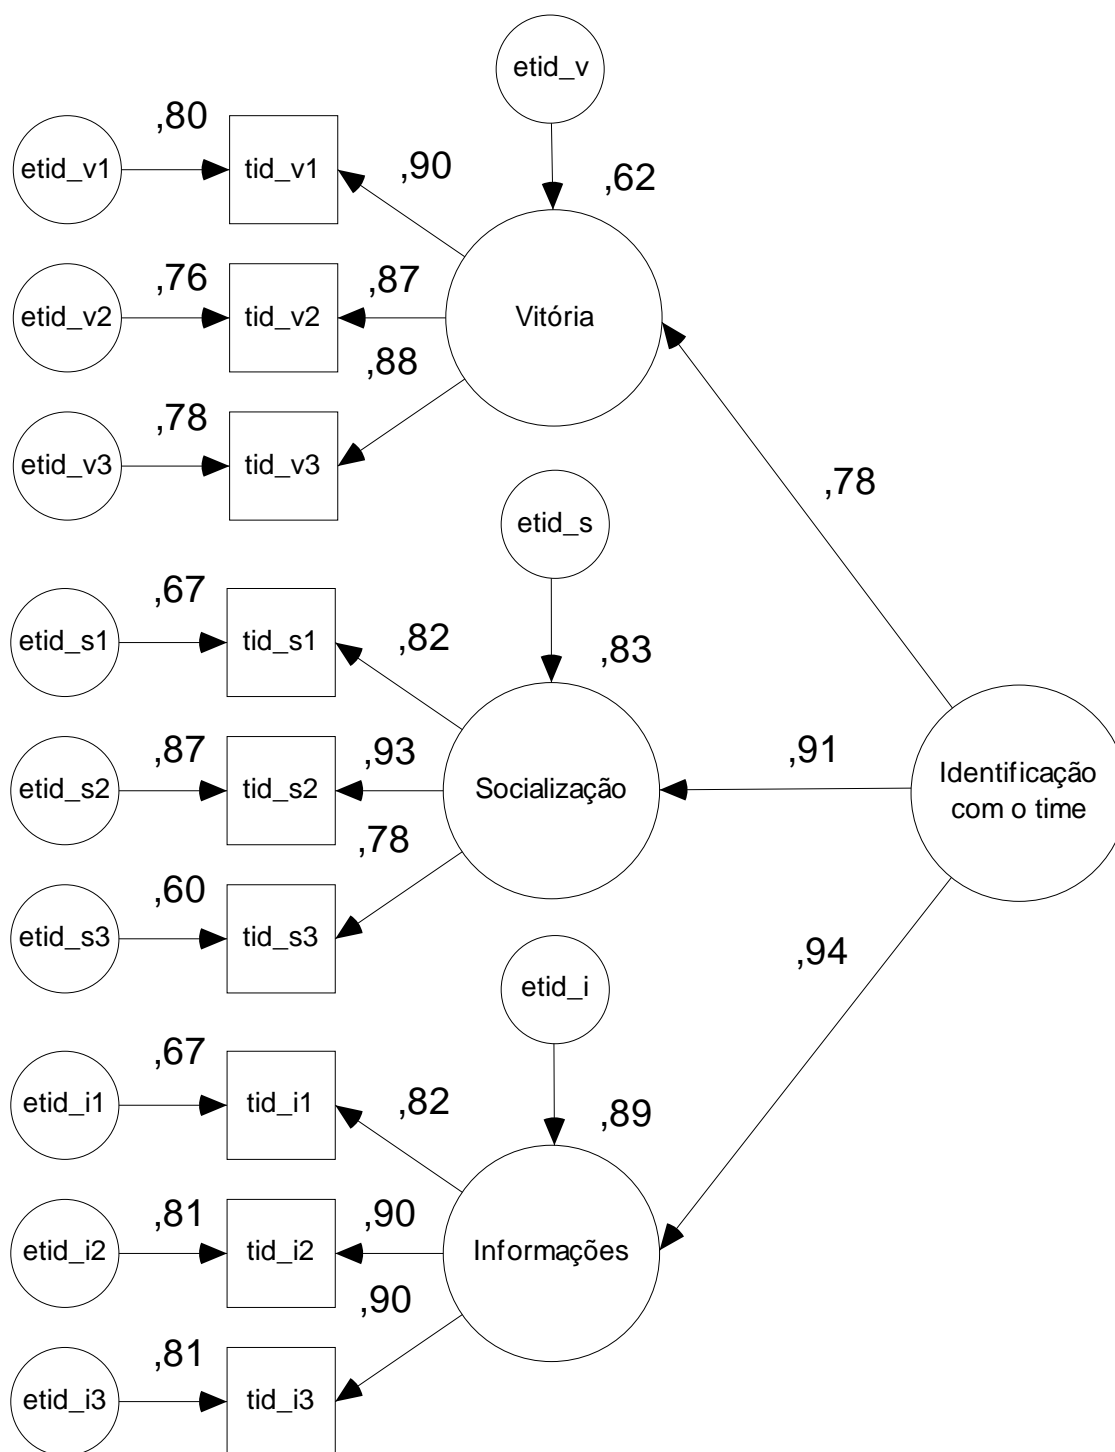 etid_v
,80
etid_v1
tid_v1
,90
,62
,76
etid_v2
tid_v2
,87
Vitória
,88
,78
etid_v3
tid_v3
,78
etid_s
,67
etid_s1
tid_s1
,82
,83
,87
etid_s2
tid_s2
,93
Socialização
,91
Identificação
com o time
,78
,60
etid_s3
tid_s3
,94
etid_i
,67
etid_i1
tid_i1
,82
,89
,81
etid_i2
tid_i2
,90
Informações
,90
,81
etid_i3
tid_i3